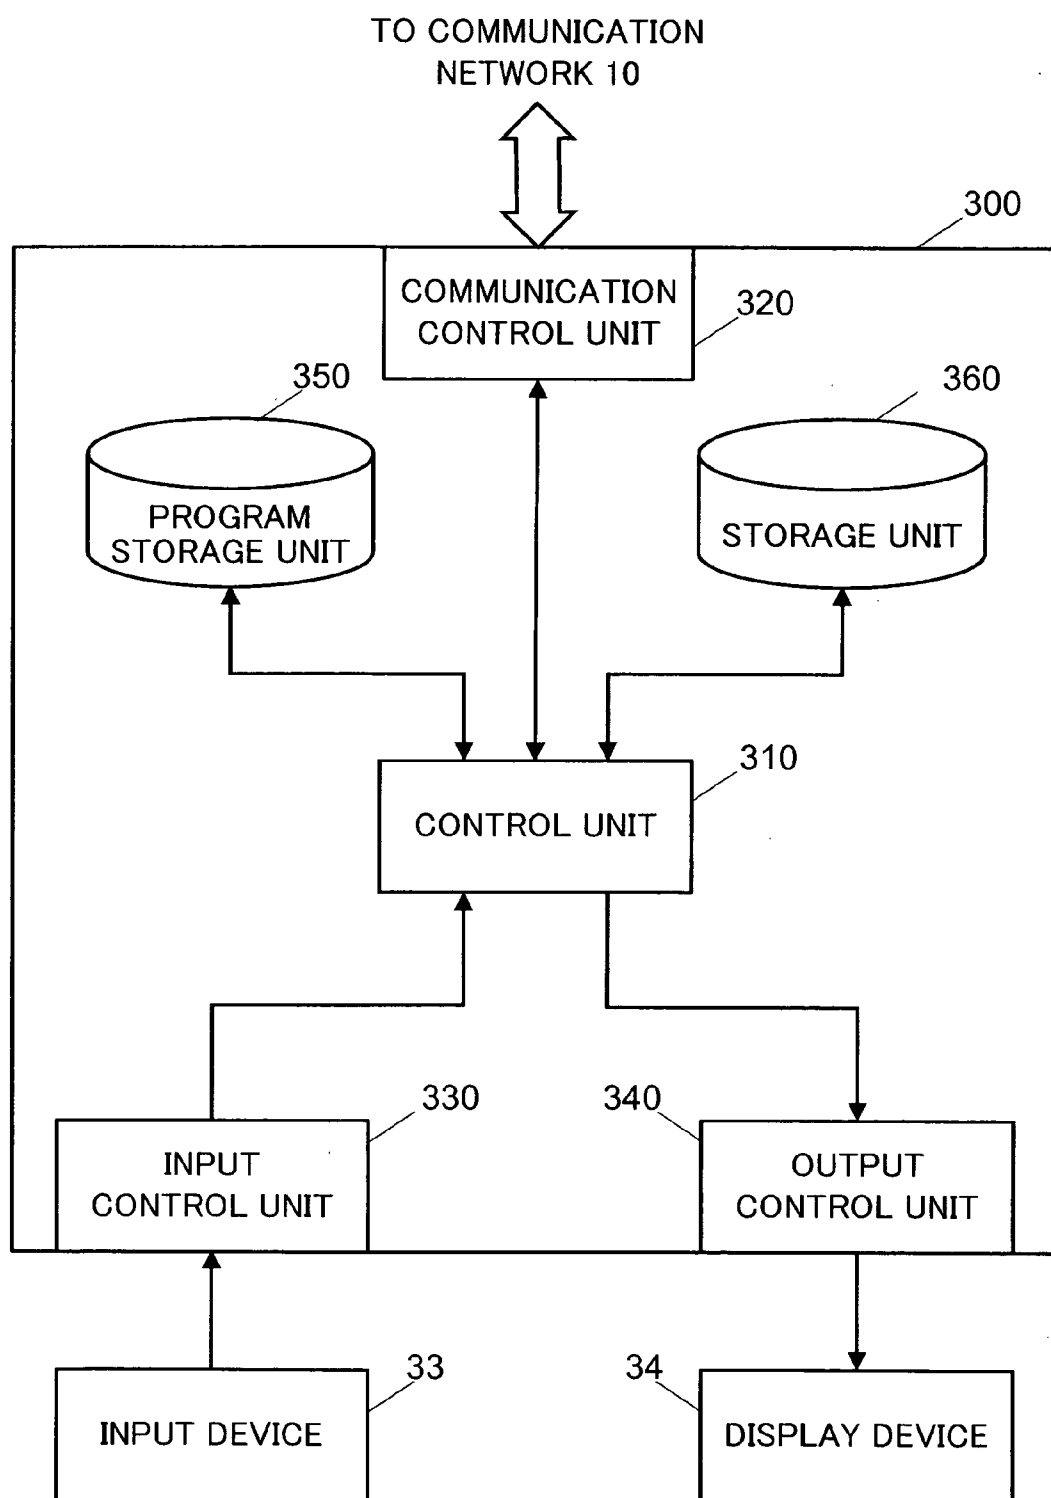 TO COMMUNICATION
NETWORK 10
300
COMMUNICATION
CONTROL UNIT
320
350
360
PROGRAM
STORAGE UNIT
STORAGE UNIT
310
CONTROL UNIT
330
340
INPUT
CONTROL UNIT
OUTPUT
CONTROL UNIT
33
34
INPUT DEVICE
DISPLAY DEVICE